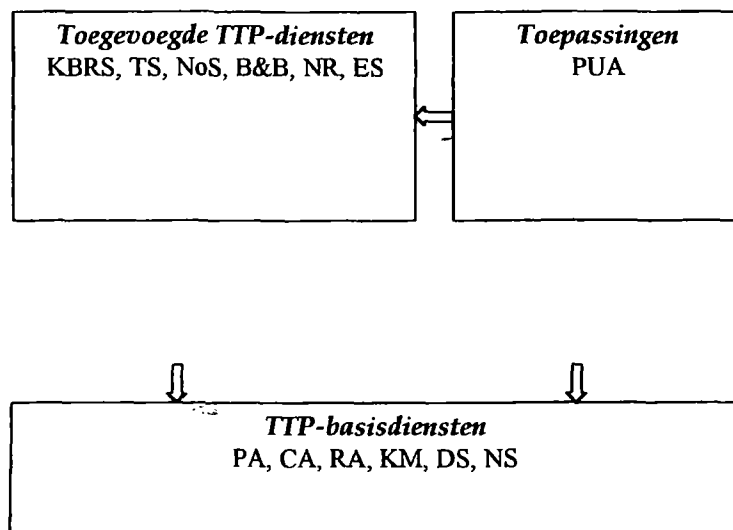 Toegevoegde TTP-diensten
KBRS, TS, NoS, B&B, NR, ES
Toepassingen
PUA
TTP-basisdiensten
PA, CA, RA, KM, DS, NS